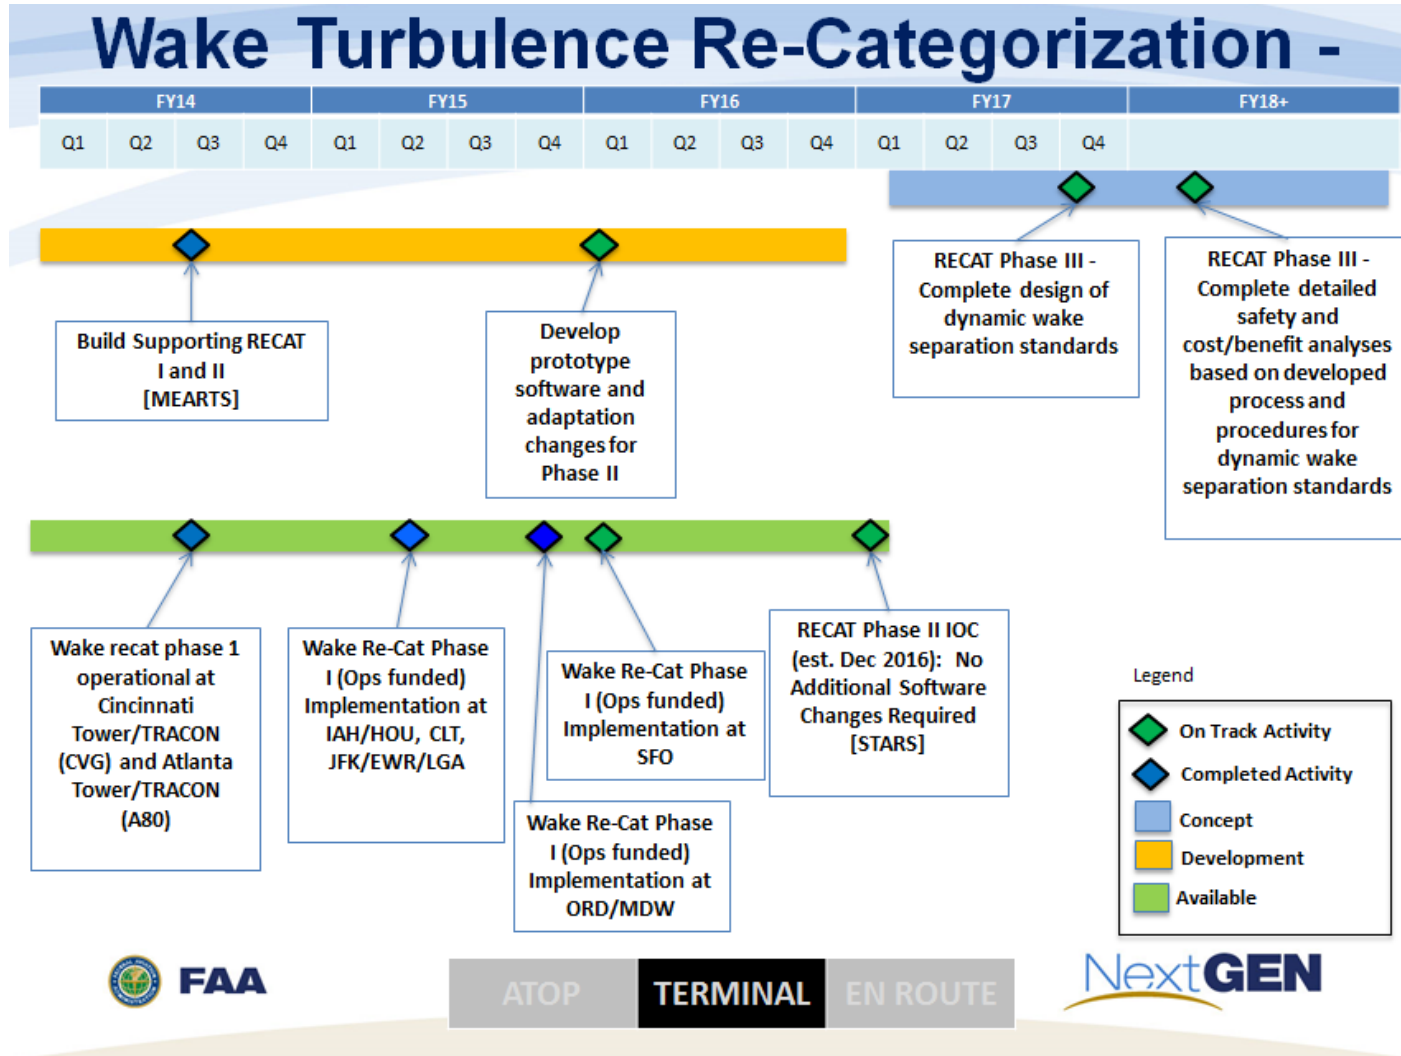 Wake Turbulence Re-Categorization -
FY14 FY15 FY16 FY17 FY18+
Q1 Q2 Q3 Q4 Q1 Q2 Q3 Q4 Q1 Q2 Q3 Q4 Q1 Q2 Q3 Q4
RECAT Phase III -
Complete design of
dynamic wake
separation standards
RECAT Phase III -
Complete detailed
safety and
cost/benefit analyses
based on developed
process and
procedures for
dynamic wake
separation standards
Build Supporting RECAT
I and II
[MEARTS]
Develop
prototype
software and
adaptation
changes for
Phase II
Wake recat phase 1
operational at
Cincinnati
Tower/TRACON
(CVG) and Atlanta
Tower/TRACON
(A80)
Wake Re-Cat Phase
I (Ops funded)
Implementation at
IAH/HOU, CLT,
JFK/EWR/LGA
Wake Re-Cat Phase
I (Ops funded)
Implementation at
ORD/MDW
Wake Re-Cat Phase
I (Ops funded)
Implementation at
SFO
RECAT Phase II IOC
(est. Dec 2016): No
Additional Software
Changes Required
[STARS]
Legend
On Track Activity
Completed Activity
Concept
Development
Available
FAA
ATOP TERMINAL EN ROUTE
NextGEN